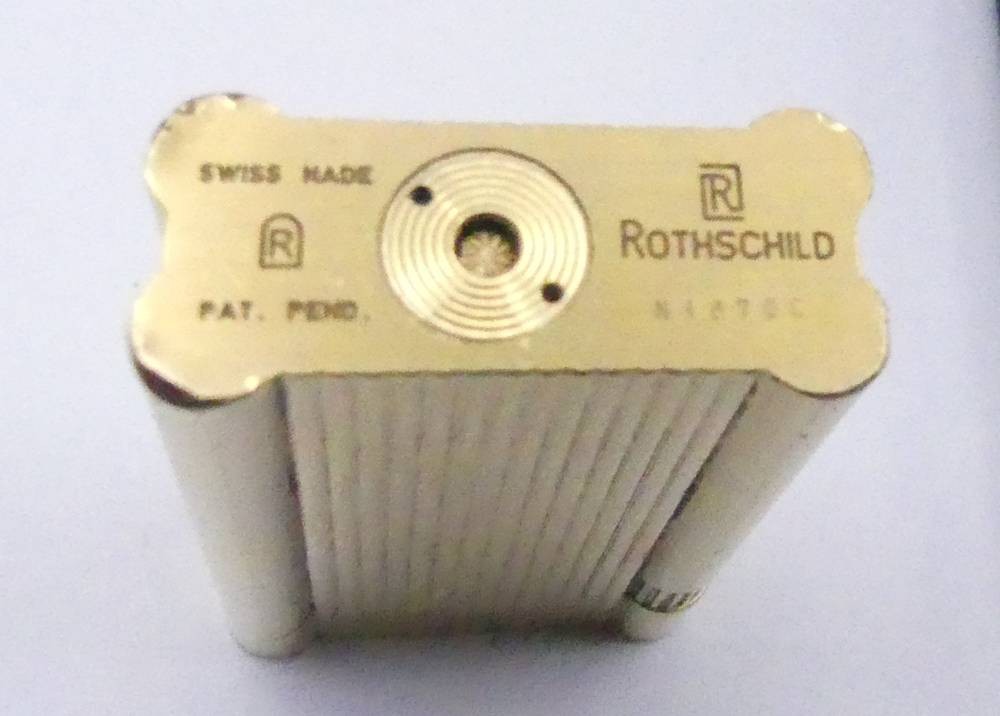 SWISS MADE
R
PAT. PEND.
R
ROTHSCHILD